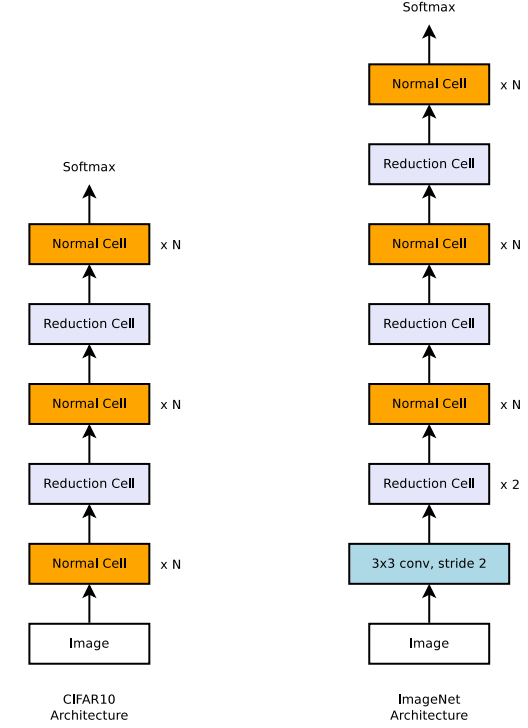 Softmax
Normal Cell x N
Reduction Cell
Normal Cell x N
Reduction Cell
Normal Cell x N
Image
CIFAR10
Architecture
Softmax
Normal Cell x N
Reduction Cell
Normal Cell x N
Reduction Cell
Normal Cell x N
Reduction Cell x 2
3x3 conv, stride 2
Image
ImageNet
Architecture